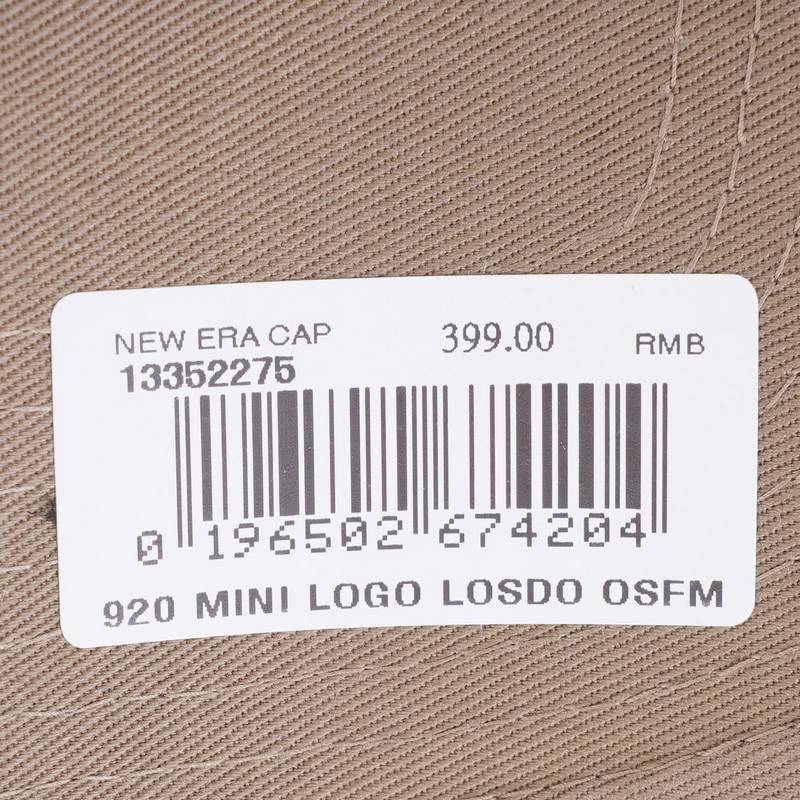 NEW ERA CAP 399.00 RMB
13352275
0 196502 674204
920 MINI LOGO LOSDO OSFM